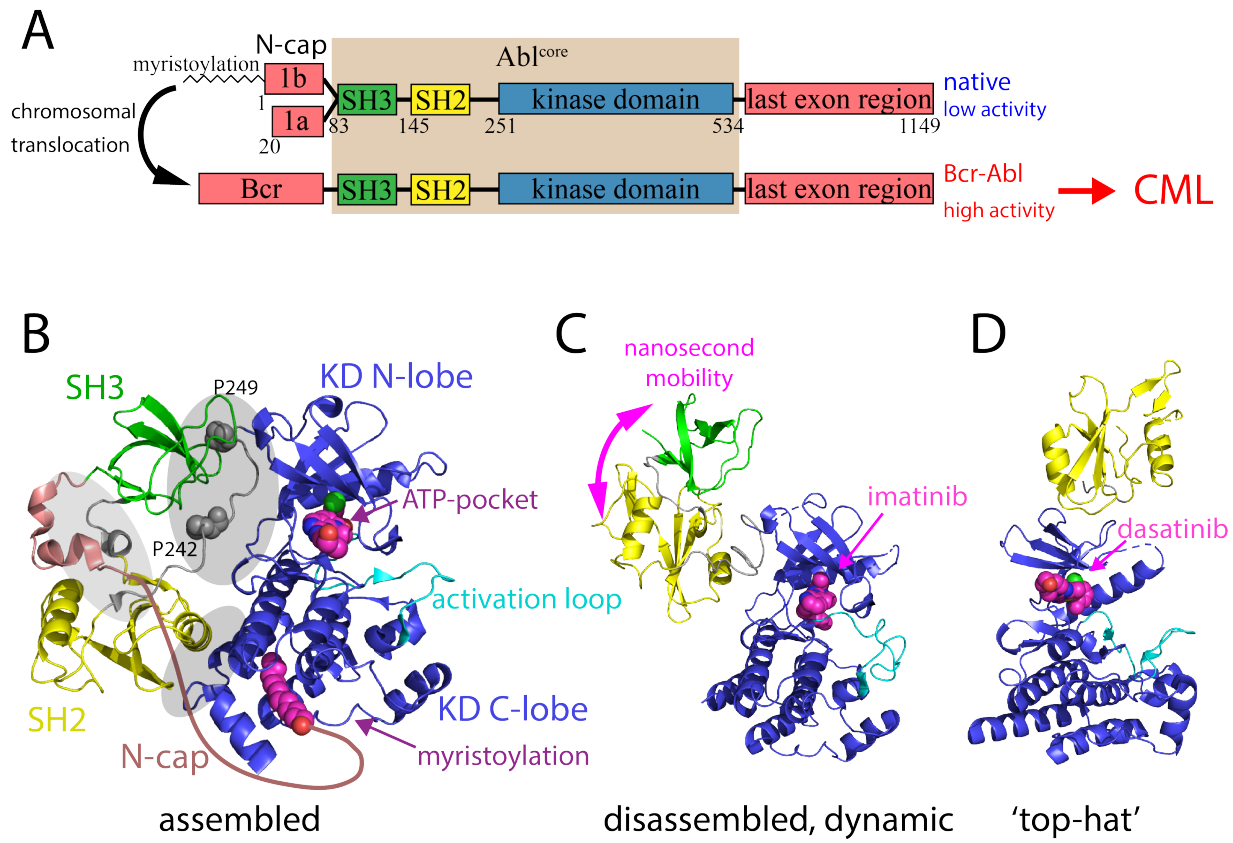 A
N-cap
myristoylation
Abl^core
1b
1
1a
20
SH3
SH2
kinase domain
last exon region
83
145
251
534
1149
native
low activity
chromosomal
translocation
Bcr
SH3
SH2
kinase domain
last exon region
Bcr-Abl
high activity
CML
B
SH3
P249
KD N-lobe
ATP-pocket
P242
activation loop
SH2
KD C-lobe
N-cap
myristoylation
assembled
C
nanosecond
mobility
imatinib
disassembled, dynamic
D
dasatinib
‘top-hat’